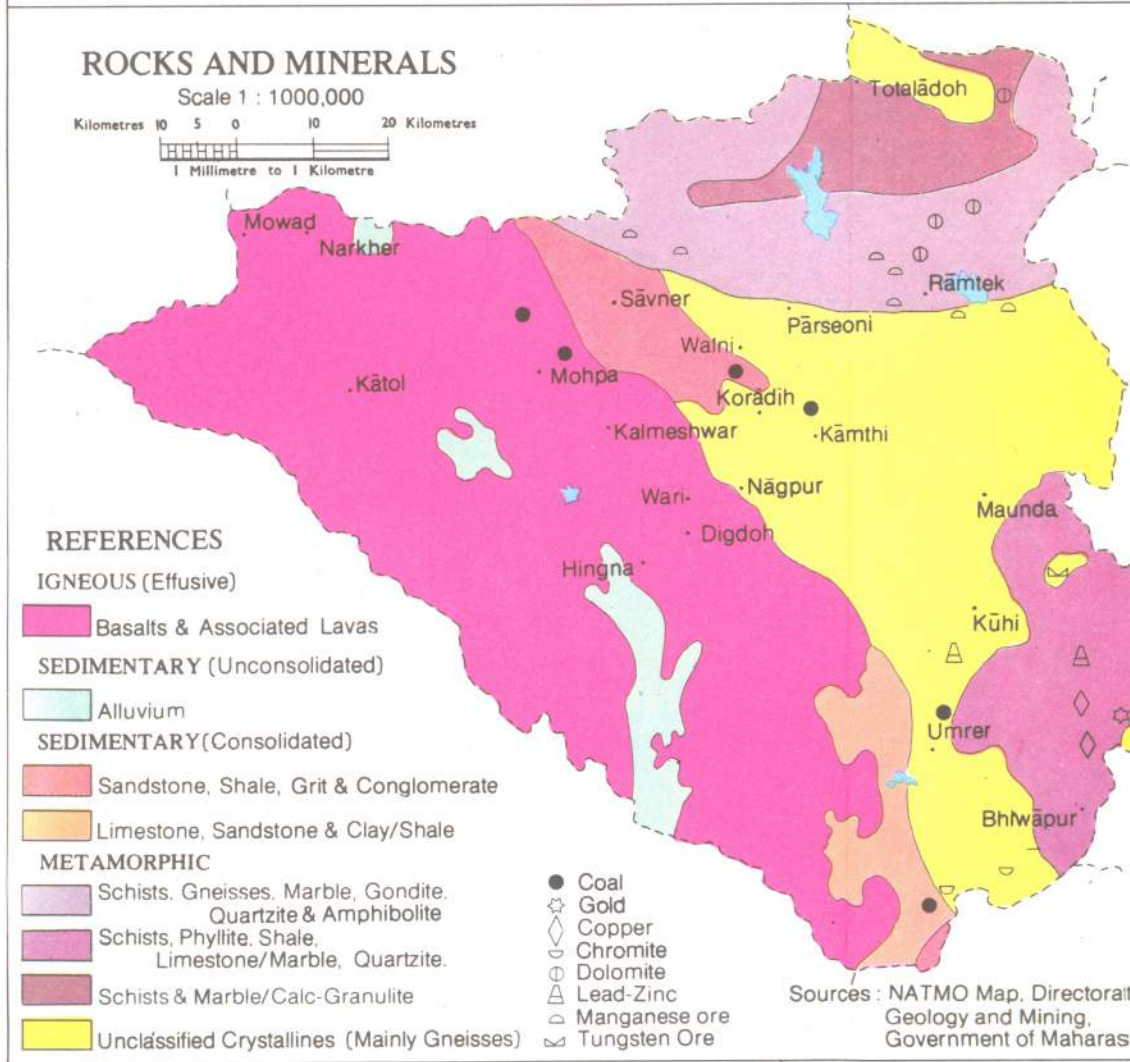 ROCKS AND MINERALS
Scale 1 : 1000,000
Kilometres 10 5 0 10 20 Kilometres
1 Millimetre to 1 Kilometre
Totalādoh
Mowad
Narkher
Rāmtek
Sāvner
Pārseoni
Walni
Mohpa
Kātol
Korādih
Kalmeshwar
Kāmthi
Nāgpur
Wari
Maunda
Digdoh
Hingna
Kūhi
Umrer
Bhiwāpur
REFERENCES
IGNEOUS (Effusive)
Basalts & Associated Lavas
SEDIMENTARY (Unconsolidated)
Alluvium
SEDIMENTARY (Consolidated)
Sandstone, Shale, Grit & Conglomerate
Limestone, Sandstone & Clay/Shale
METAMORPHIC
Schists, Gneisses, Marble, Gondite,
Quartzite & Amphibolite
Schists, Phyllite, Shale,
Limestone/Marble, Quartzite.
Schists & Marble/Calc-Granulite
Unclassified Crystallines (Mainly Gneisses)
Coal
Gold
Copper
Chromite
Dolomite
Lead-Zinc
Manganese ore
Tungsten Ore
Sources : NATMO Map, Directorat
Geology and Mining,
Government of Maharas